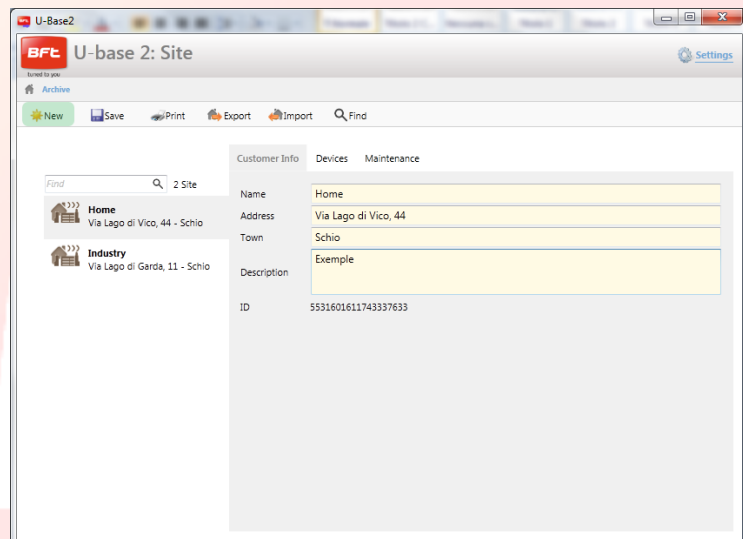 U-Base2
BFt U-base 2: Site Settings
tuned to you
Archive
New Save Print Export Import Find
Customer Info Devices Maintenance
Find 2 Site
Home
Via Lago di Vico, 44 - Schio
Industry
Via Lago di Garda, 11 - Schio
Name Home
Address Via Lago di Vico, 44
Town Schio
Description Exemple
ID 5531601611743337633